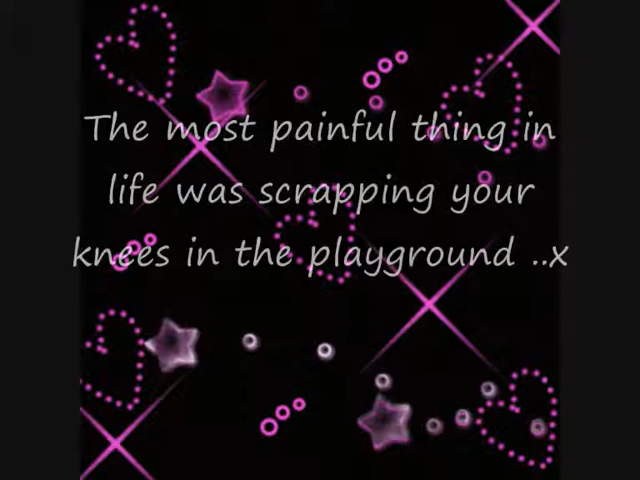 The most painful thing in
life was scrapping your
knees in the playground ..x